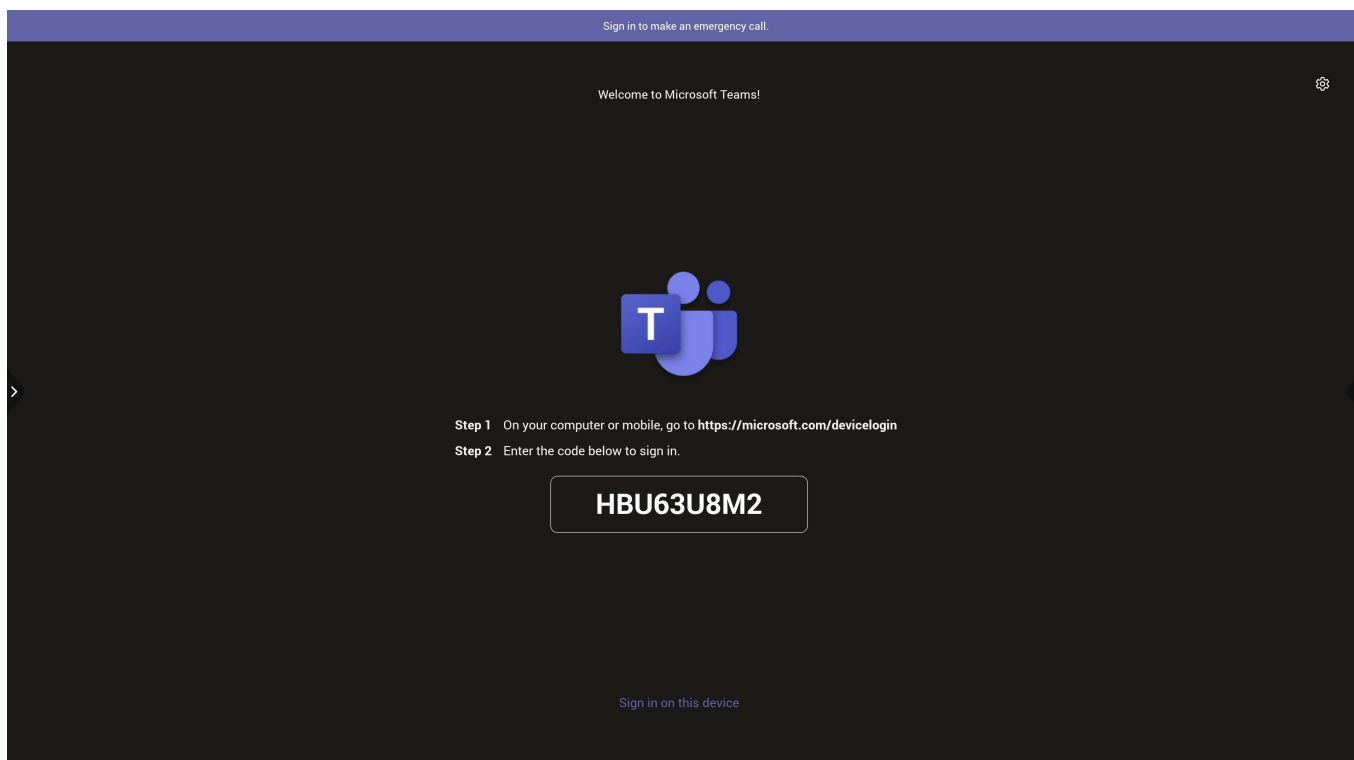 Sign in to make an emergency call.
Welcome to Microsoft Teams!
T
Step 1 On your computer or mobile, go to https://microsoft.com/devicelogin
Step 2 Enter the code below to sign in.
HBU63U8M2
Sign in on this device